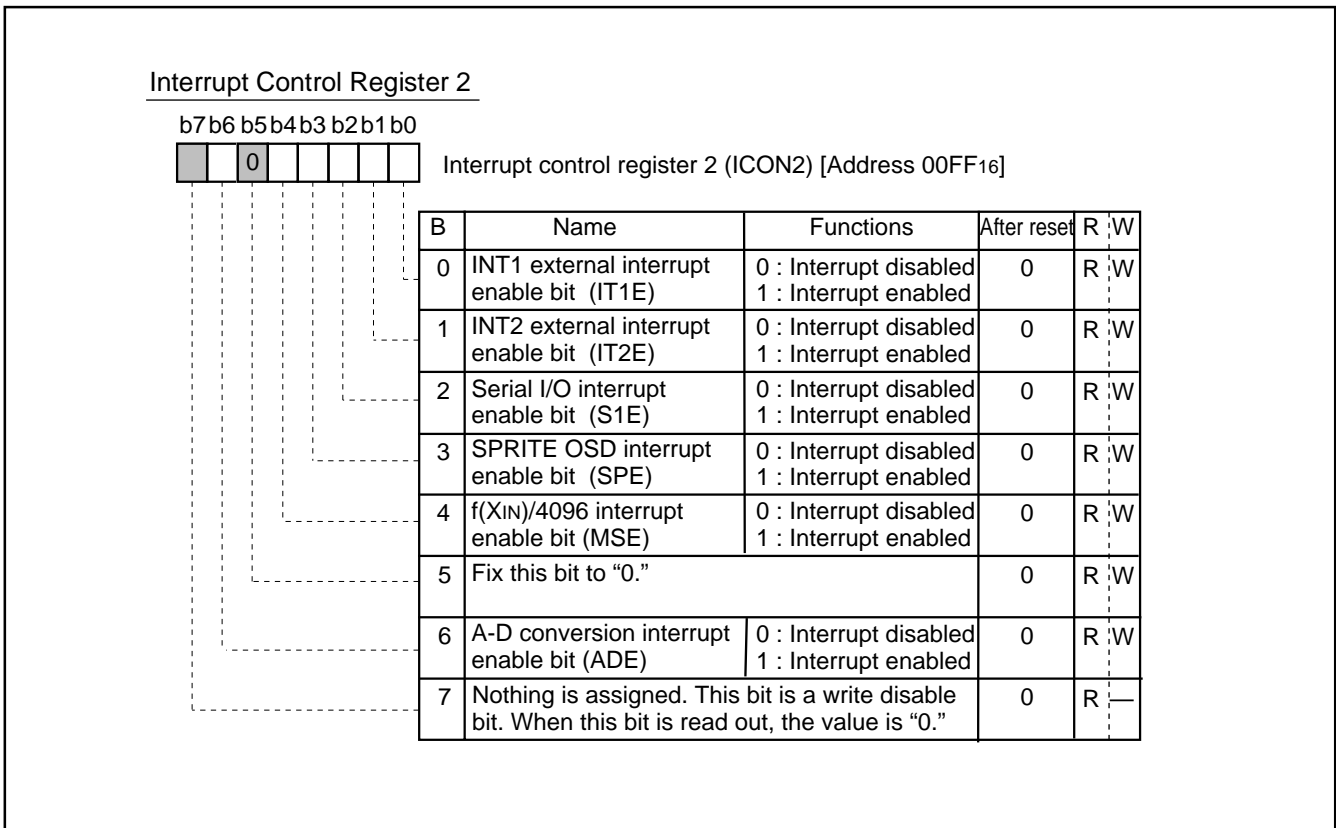 Interrupt Control Register 2
b7 b6 b5 b4 b3 b2 b1 b0
0
Interrupt control register 2 (ICON2) [Address 00FF16]
B Name Functions After reset R W
0 INT1 external interrupt 0 : Interrupt disabled 0 R W
enable bit (IT1E) 1 : Interrupt enabled
1 INT2 external interrupt 0 : Interrupt disabled 0 R W
enable bit (IT2E) 1 : Interrupt enabled
2 Serial I/O interrupt 0 : Interrupt disabled 0 R W
enable bit (S1E) 1 : Interrupt enabled
3 SPRITE OSD interrupt 0 : Interrupt disabled 0 R W
enable bit (SPE) 1 : Interrupt enabled
4 f(XIN)/4096 interrupt 0 : Interrupt disabled 0 R W
enable bit (MSE) 1 : Interrupt enabled
5 Fix this bit to “0.” 0 R W
6 A-D conversion interrupt 0 : Interrupt disabled 0 R W
enable bit (ADE) 1 : Interrupt enabled
7 Nothing is assigned. This bit is a write disable 0 R —
bit. When this bit is read out, the value is “0.”